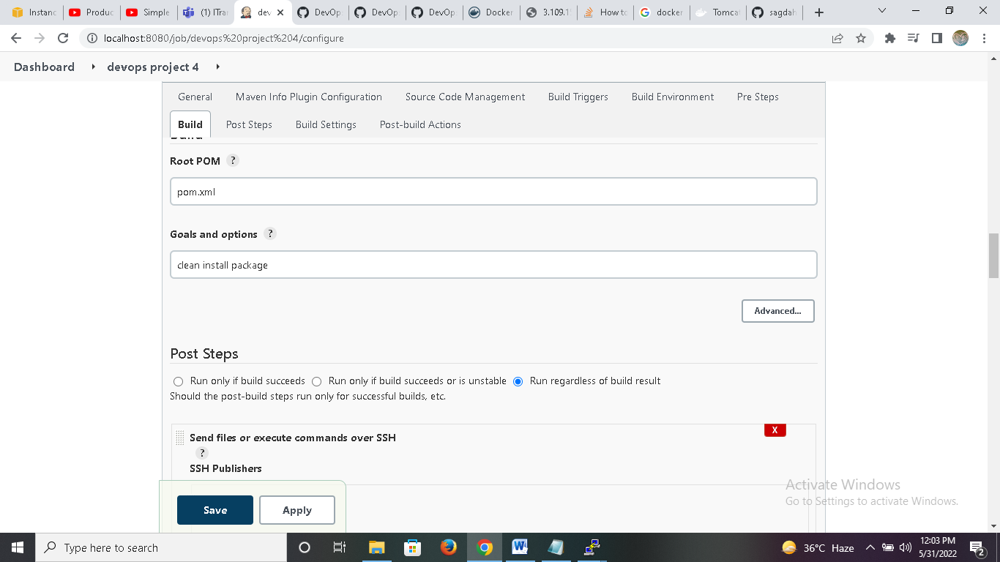 Instanc
Produc
Simple
(1) ITra
dev
DevOp
DevOp
DevOp
Docker
3.109.1
How to
docker
Tomca
sagdah
localhost:8080/job/devops%20project%204/configure
Dashboard
devops project 4
General
Maven Info Plugin Configuration
Source Code Management
Build Triggers
Build Environment
Pre Steps
Build
Post Steps
Build Settings
Post-build Actions
Build
Root POM ?
pom.xml
Goals and options ?
clean install package
Advanced...
Post Steps
Run only if build succeeds
Run only if build succeeds or is unstable
Run regardless of build result
Should the post-build steps run only for successful builds, etc.
Send files or execute commands over SSH
X
?
SSH Publishers
Save
Apply
Activate Windows
Go to Settings to activate Windows.
Type here to search
36°C Haze
12:03 PM
5/31/2022
2